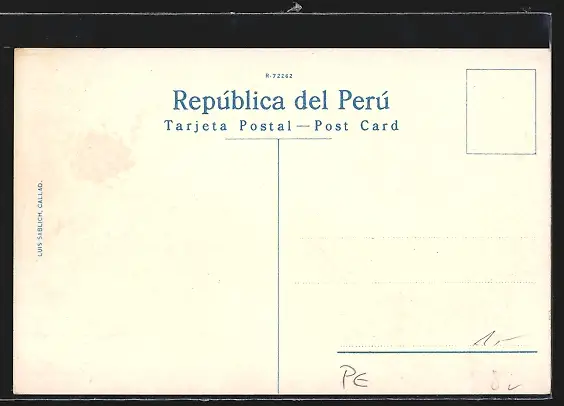 R-72262
República del Perú
Tarjeta Postal — Post Card
LUIS SABLICH, CALLAO.
PE